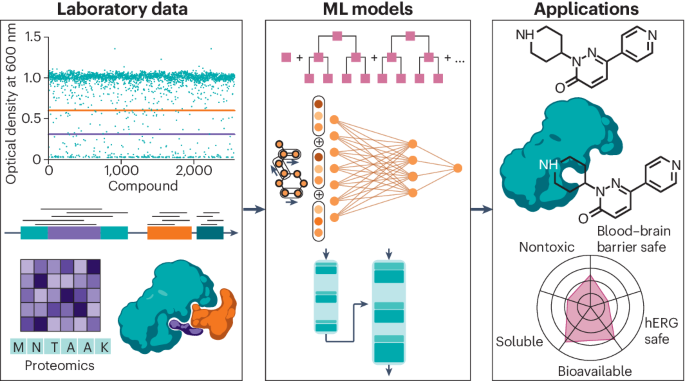 Laboratory data
Optical density at 600 nm
1.5
1.0
0.5
0
0
1,000
2,000
Compound
M N T A A K
Proteomics
ML models
+
+
+ ...
Applications
HN
N
N
N
O
NH
N
N
N
O
Blood–brain
barrier safe
Nontoxic
hERG
safe
Soluble
Bioavailable